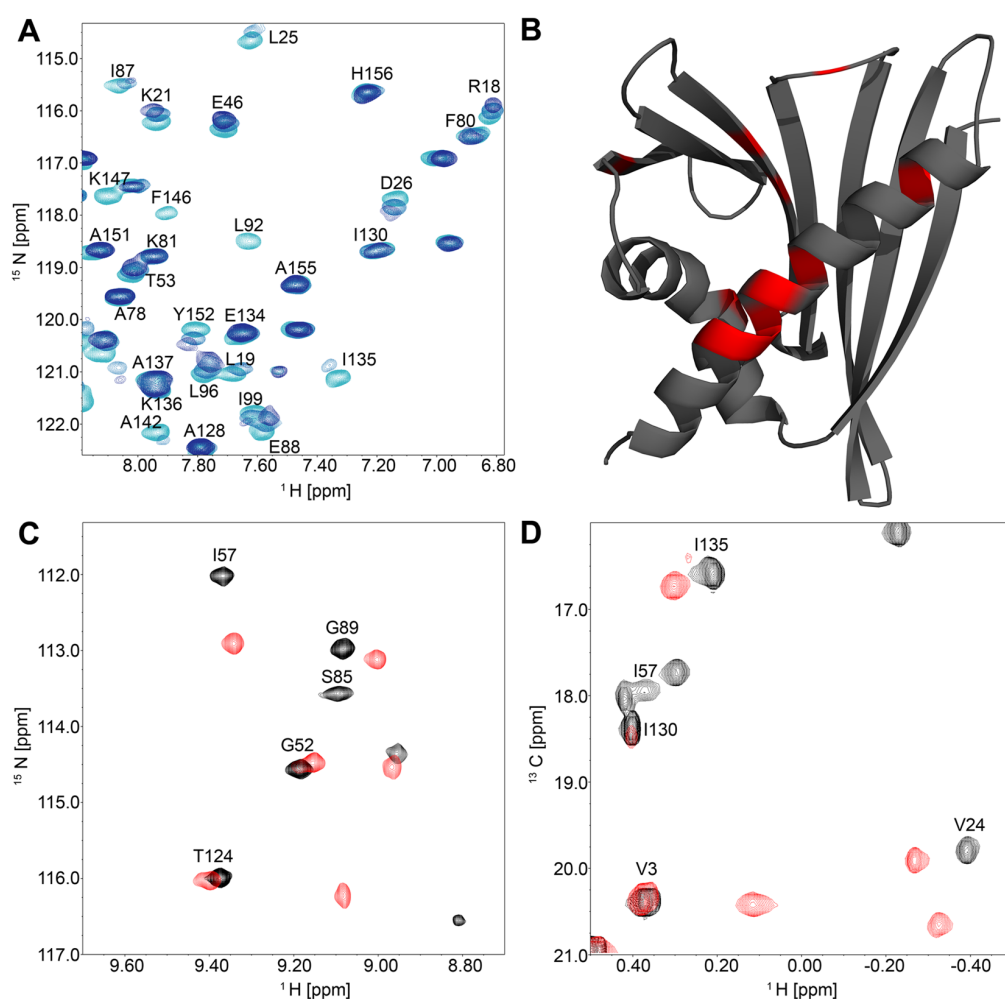 A
B
115.0
116.0
117.0
118.0
119.0
120.0
121.0
122.0
15 N [ppm]
L25
I87
K21
E46
H156
R18
F80
K147
F146
D26
L92
I130
A151
K81
T53
A155
A78
Y152
E134
L19
I135
A137
L96
K136
I99
A142
A128
E88
8.00
7.80
7.60
7.40
7.20
7.00
6.80
1 H [ppm]
C
D
112.0
113.0
114.0
115.0
116.0
117.0
15 N [ppm]
I57
G89
S85
G52
T124
9.60
9.40
9.20
9.00
8.80
1 H [ppm]
17.0
18.0
19.0
20.0
21.0
13 C [ppm]
I135
I57
I130
V24
V3
0.40
0.20
0.00
-0.20
-0.40
1 H [ppm]